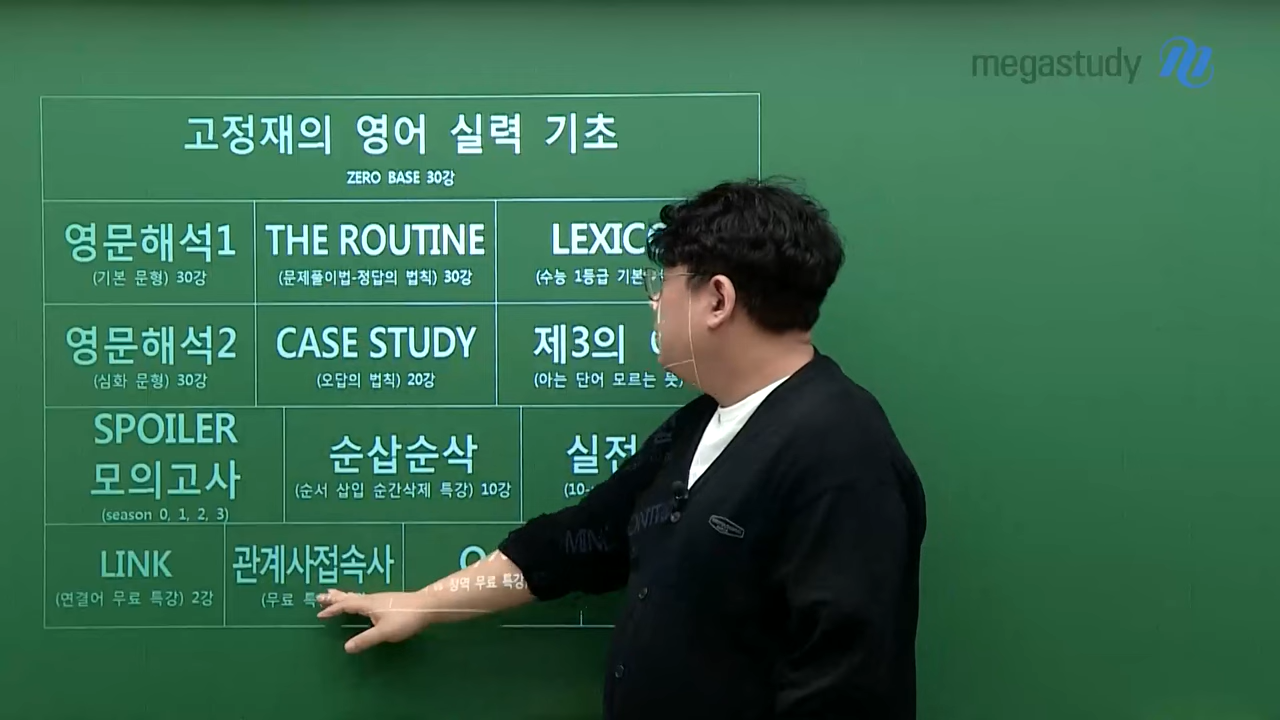 megastudy
고정재의 영어 실력 기초
ZERO BASE 30강
영문해석1
(기본 문형) 30강
THE ROUTINE
(문제풀이법-정답의 법칙) 30강
(수능 1등급
영문해석2
(심화 문형) 30강
CASE STUDY
(오답의 법칙) 20강
제3의
(아는 단어 모르는 뜻)
SPOILER
모의고사
(season 0, 1, 2, 3)
순삽순삭
(순서 삽입 순간삭제 특강) 10강
실전
LINK
(연결어 무료 특강) 2강
관계사접속사
(무료
무료 특강